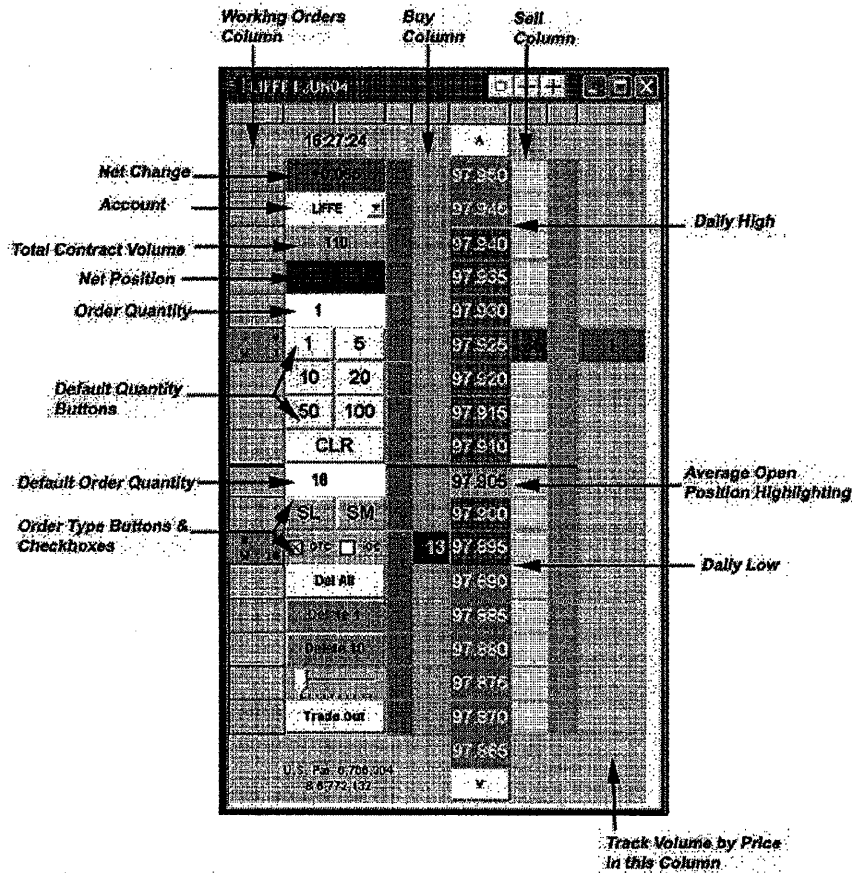 Working Orders
Column
Buy
Column
Sell
Column
16:27:24
Net Change
97.950
Account
LIFFE
97.945
Daily High
Total Contract Volume
110
97.940
Net Position
97.935
Order Quantity
1
97.930
1
5
97.925
10
20
97.920
Default Quantity
Buttons
50
100
97.915
CLR
97.910
Default Order Quantity
16
97.905
Average Open
Position Highlighting
SL
SM
97.900
Order Type Buttons &
Checkboxes
GTC
13
97.895
Daily Low
Del All
97.890
97.885
97.880
97.875
Trade Out
97.870
97.865
Track Volume by Price
in this Column